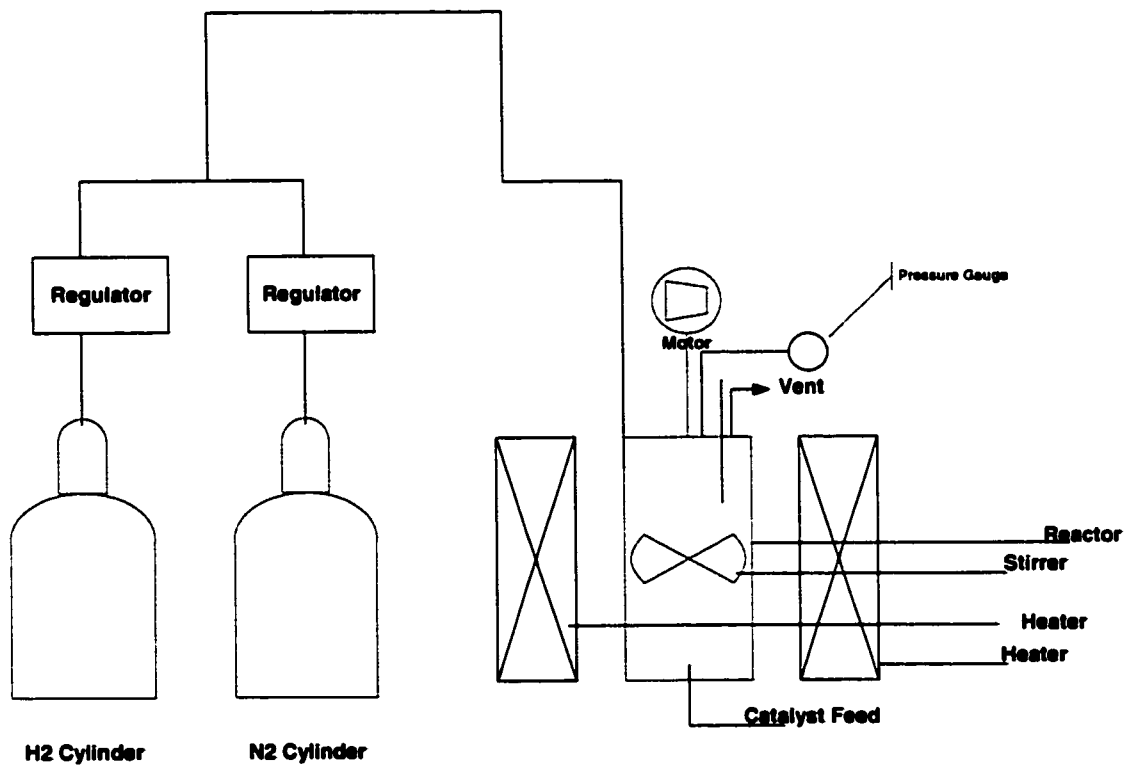 Pressure Gauge
Regulator
Regulator
Motor
Vent
Reactor
Stirrer
Heater
Heater
Catalyst Feed
H2 Cylinder
N2 Cylinder